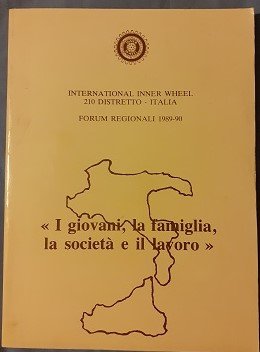 INTERNATIONAL INNER WHEEL
210 DISTRETTO - ITALIA
FORUM REGIONALI 1989-90
« I giovani, la famiglia,
la società e il lavoro »